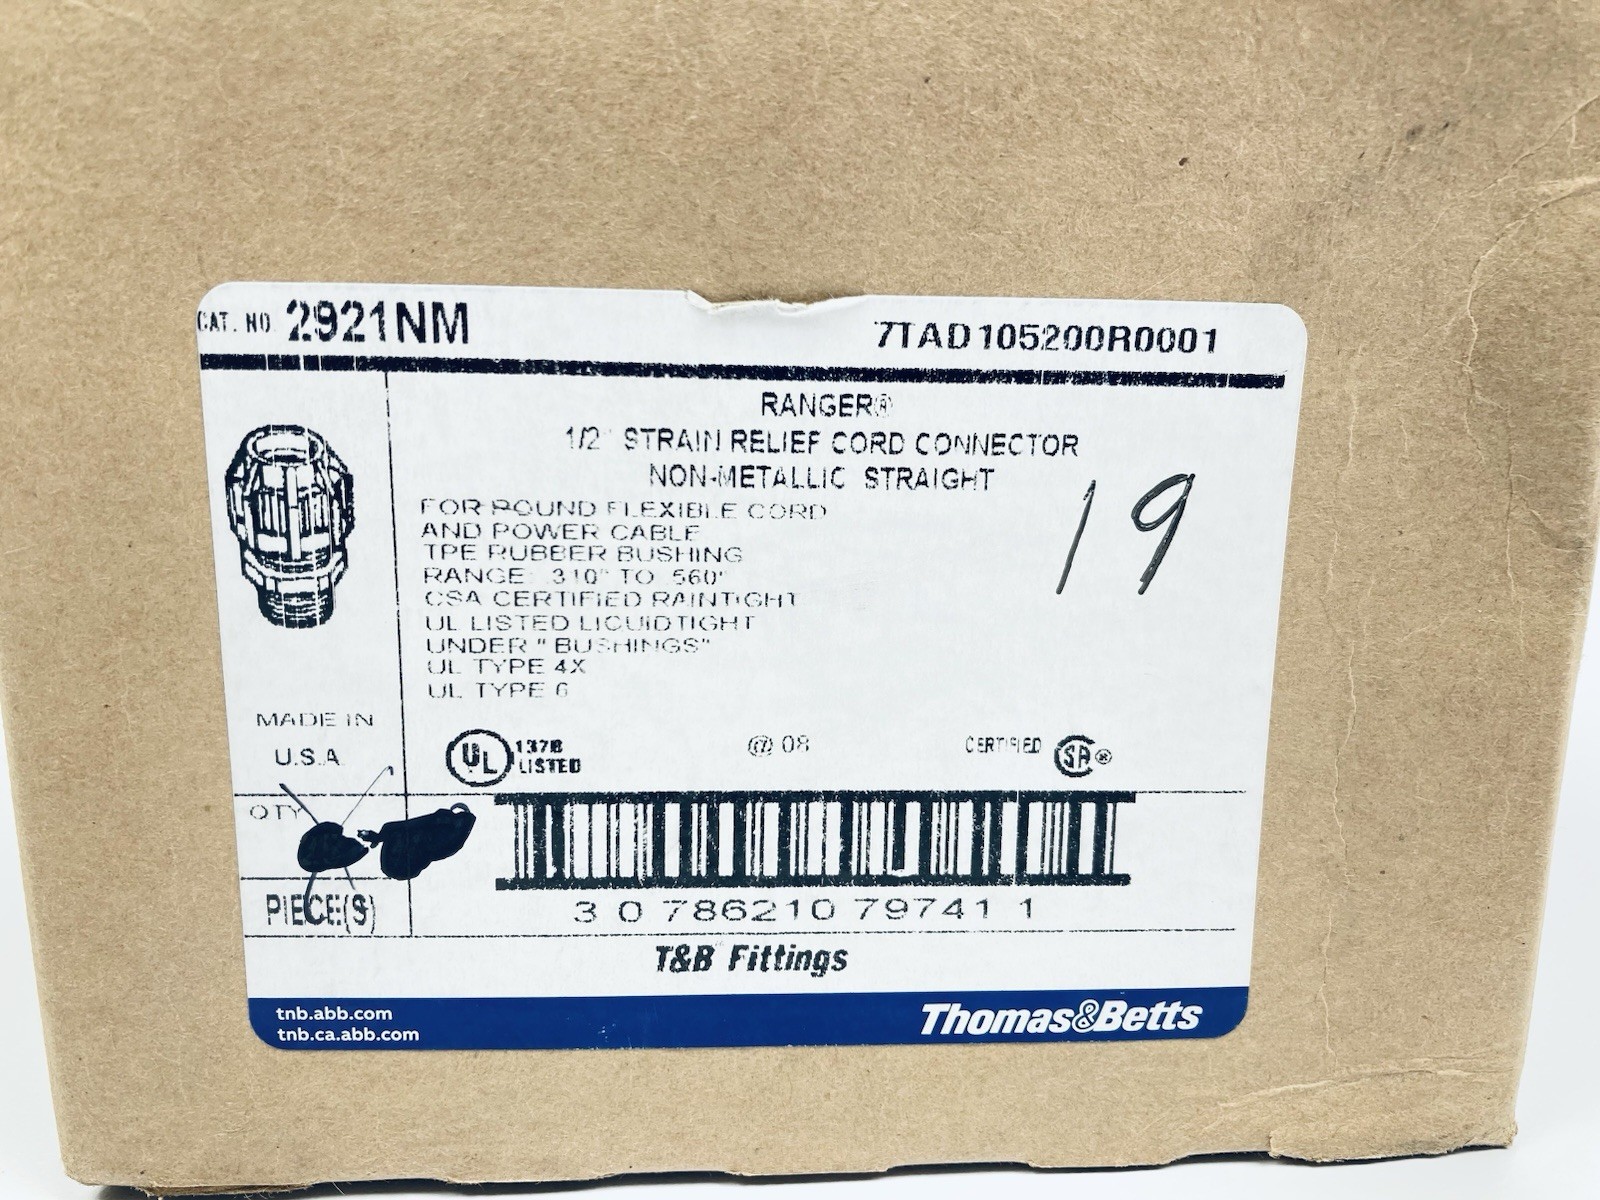 CAT. NO. 2921NM
7TAD105200R0001
RANGER®
1/2" STRAIN RELIEF CORD CONNECTOR
NON-METALLIC STRAIGHT
FOR ROUND FLEXIBLE CORD
AND POWER CABLE
TPE RUBBER BUSHING
RANGE: .310" TO .560"
CSA CERTIFIED RAINTIGHT
UL LISTED LIQUIDTIGHT
UNDER "BUSHINGS"
UL TYPE 4X
UL TYPE 6
19
MADE IN
U.S.A.
UL 137B
LISTED
@ 08
CERTIFIED SA®
QTY
PIECE(S)
3 0 786210 79741 1
T&B Fittings
tnb.abb.com
tnb.ca.abb.com
Thomas&Betts